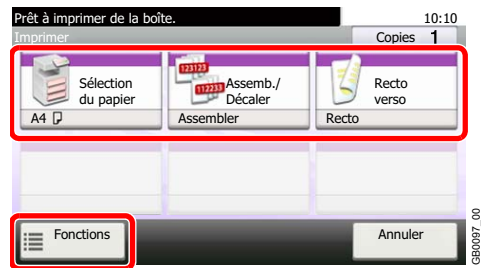 Prêt à imprimer de la boîte.
10:10
Imprimer
Copies 1
123123
112233
Sélection
du papier
Assemb./
Décaler
Recto
verso
A4
Assembler
Recto
Fonctions
Annuler
GB0097_00